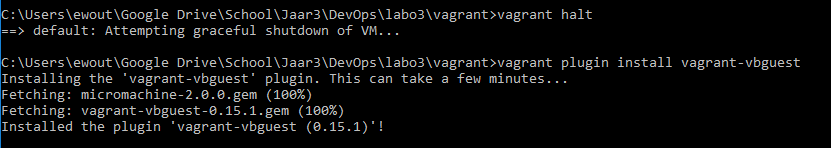 C:\Users\ewout\Google Drive\School\Jaar3\DevOps\labo3\vagrant>vagrant halt
==> default: Attempting graceful shutdown of VM...
C:\Users\ewout\Google Drive\School\Jaar3\DevOps\labo3\vagrant>vagrant plugin install vagrant-vbguest
Installing the 'vagrant-vbguest' plugin. This can take a few minutes...
Fetching: micromachine-2.0.0.gem (100%)
Fetching: vagrant-vbguest-0.15.1.gem (100%)
Installed the plugin 'vagrant-vbguest (0.15.1)'!